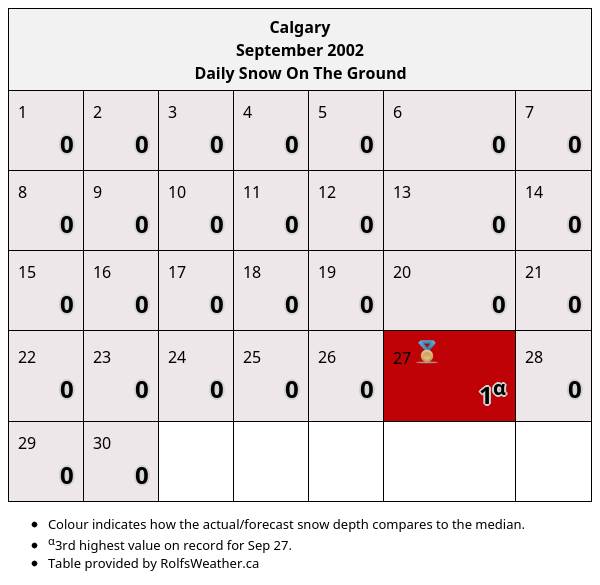 Calgary
September 2002
Daily Snow On The Ground
1 2 3 4 5 6 7
0 0 0 0 0 0 0
8 9 10 11 12 13 14
0 0 0 0 0 0 0
15 16 17 18 19 20 21
0 0 0 0 0 0 0
22 23 24 25 26 27 28
0 0 0 0 0 1α 0
29 30
0 0
Colour indicates how the actual/forecast snow depth compares to the median.
α3rd highest value on record for Sep 27.
Table provided by RolfsWeather.ca